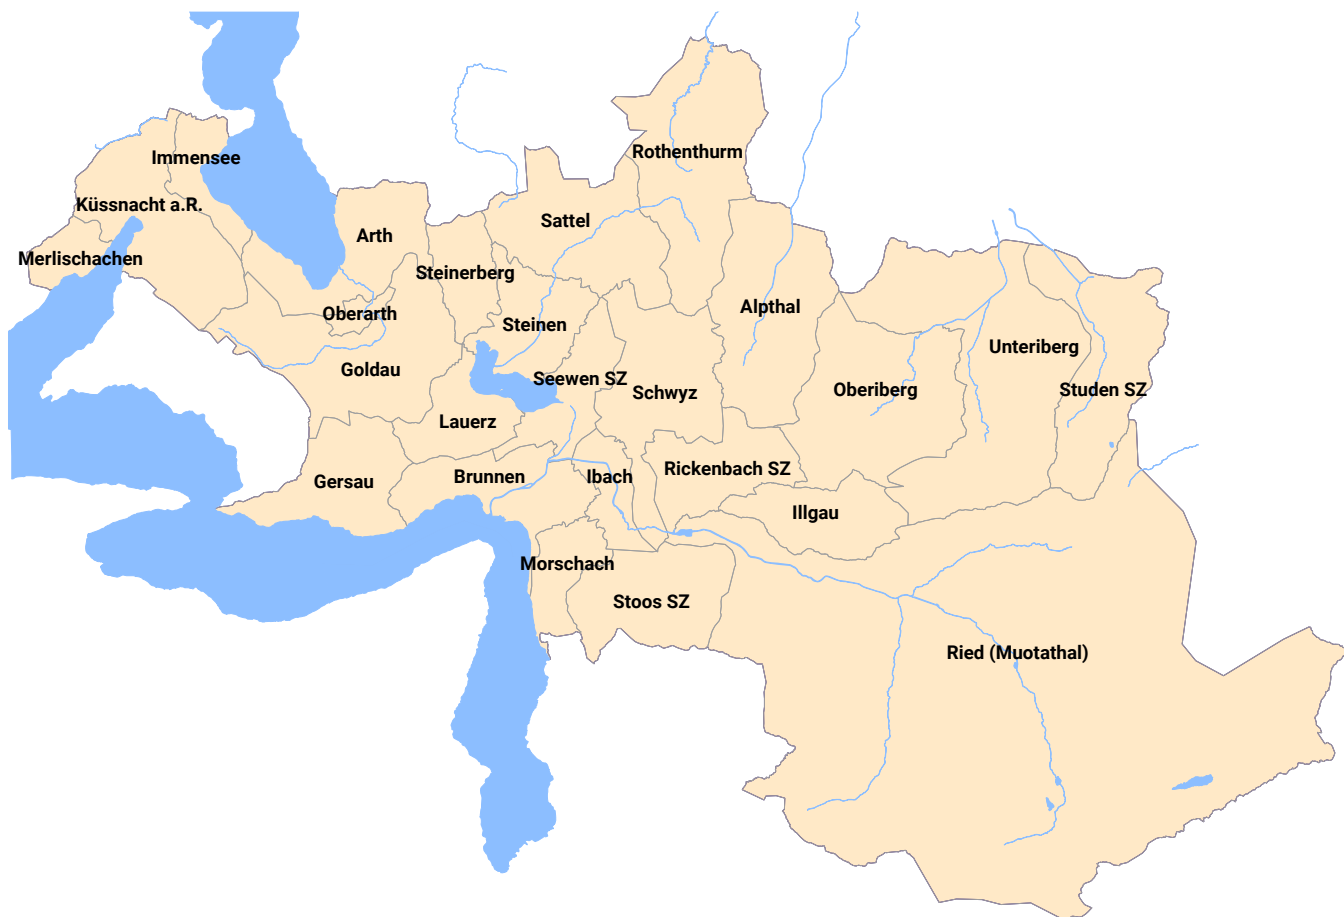 Rothenthurm
Immensee
Küssnacht a.R.
Sattel
Arth
Merlischachen
Steinerberg
Alpthal
Oberarth
Steinen
Unteriberg
Goldau
Seewen SZ
Schwyz
Oberiberg
Studen SZ
Lauerz
Rickenbach SZ
Gersau
Brunnen
Ibach
Illgau
Morschach
Stoos SZ
Ried (Muotathal)